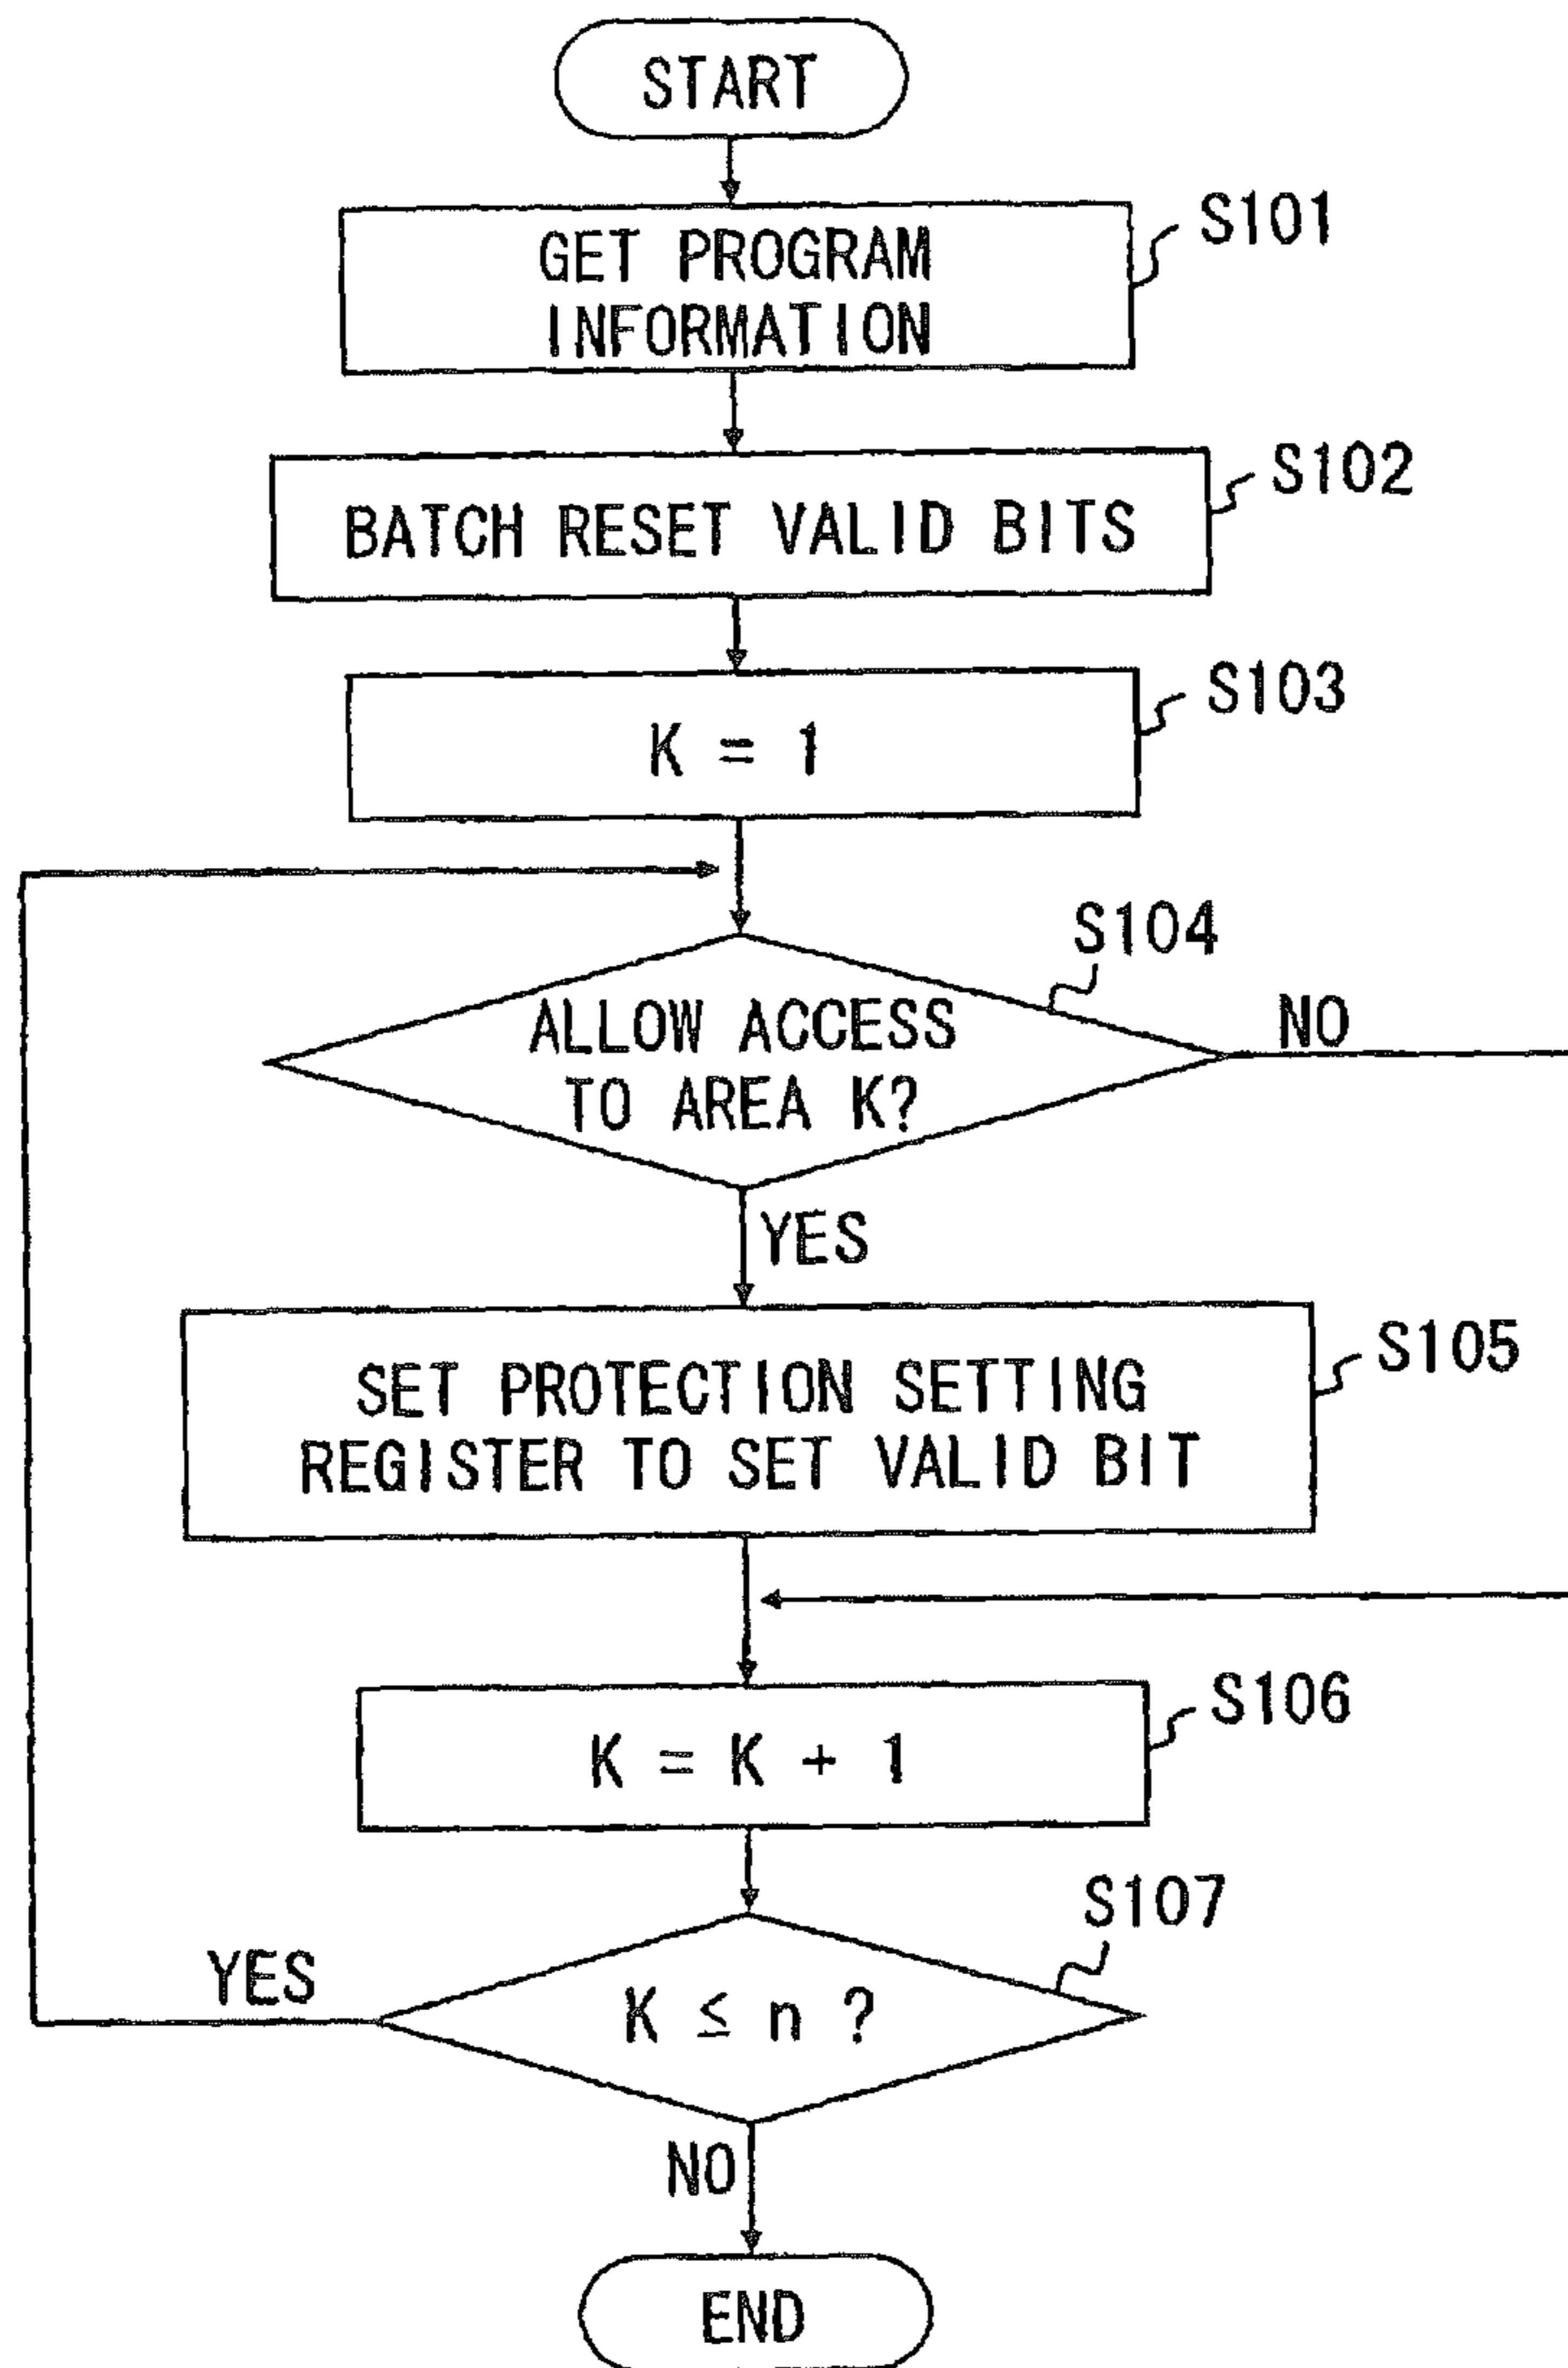 START
GET PROGRAM
INFORMATION
S101
BATCH RESET VALID BITS
S102
K = 1
S103
S104
ALLOW ACCESS
TO AREA K?
NO
YES
SET PROTECTION SETTING
REGISTER TO SET VALID BIT
S105
K = K + 1
S106
S107
YES
K ≤ n ?
NO
END